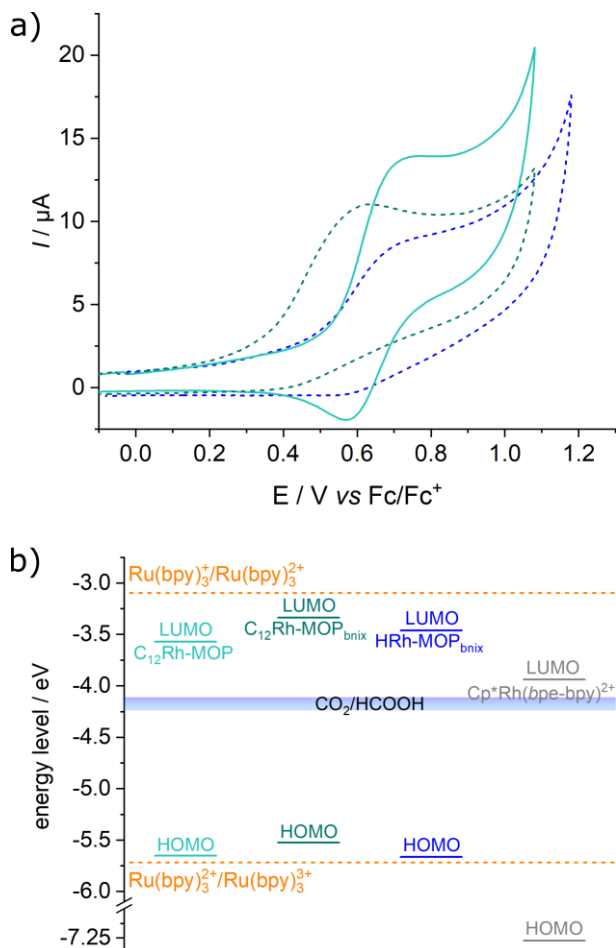 a)
20
15
10
5
0
I / µA
0.0 0.2 0.4 0.6 0.8 1.0 1.2
E / V vs Fc/Fc⁺
b)
-3.0
-3.5
-4.0
-4.5
-5.0
-5.5
-6.0
-7.25
energy level / eV
Ru(bpy)₃⁺/Ru(bpy)₃²⁺
LUMO
C₁₂Rh-MOP
LUMO
C₁₂Rh-MOPbnix
LUMO
HRh-MOPbnix
LUMO
Cp*Rh(bpe-bpy)²⁺
CO₂/HCOOH
HOMO
HOMO
HOMO
Ru(bpy)₃²⁺/Ru(bpy)₃³⁺
HOMO